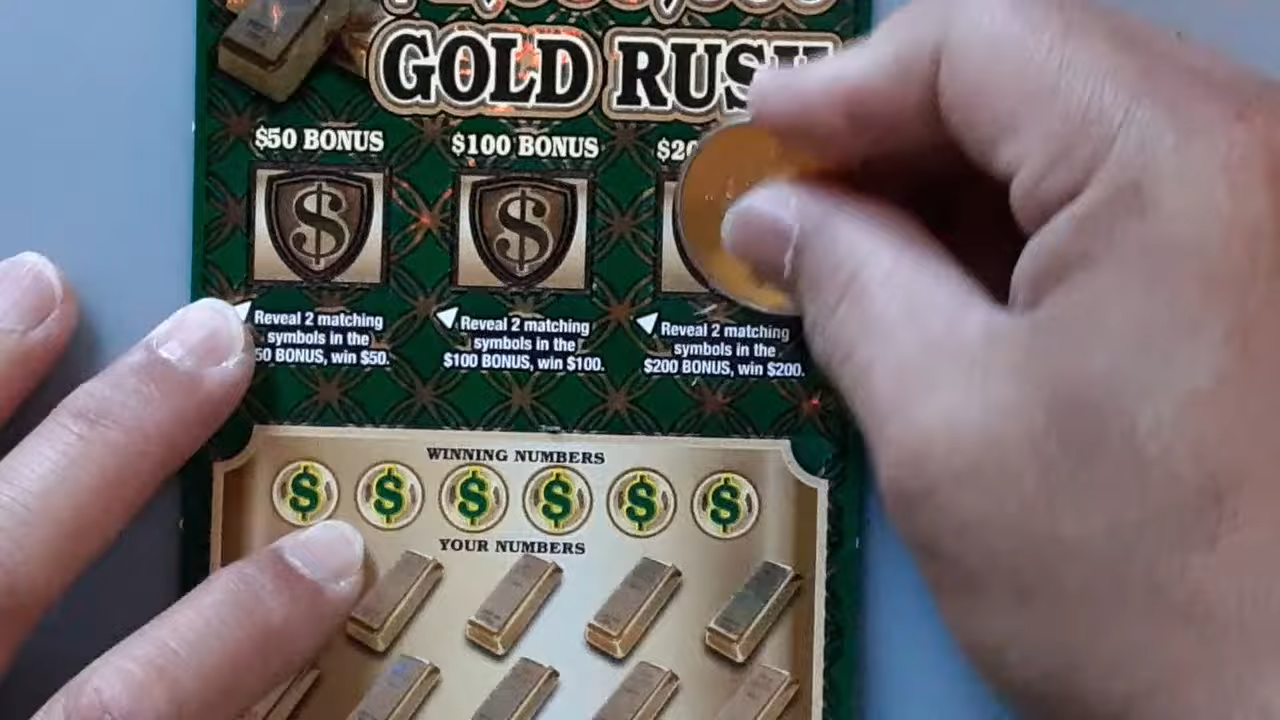 GOLD RUSH
$50 BONUS $100 BONUS
Reveal 2 matching
symbols in the
50 BONUS, win $50.
Reveal 2 matching
symbols in the
$100 BONUS, win $100.
Reveal 2 matching
symbols in the
$200 BONUS, win $200.
WINNING NUMBERS
$ $ $ $ $ $
YOUR NUMBERS